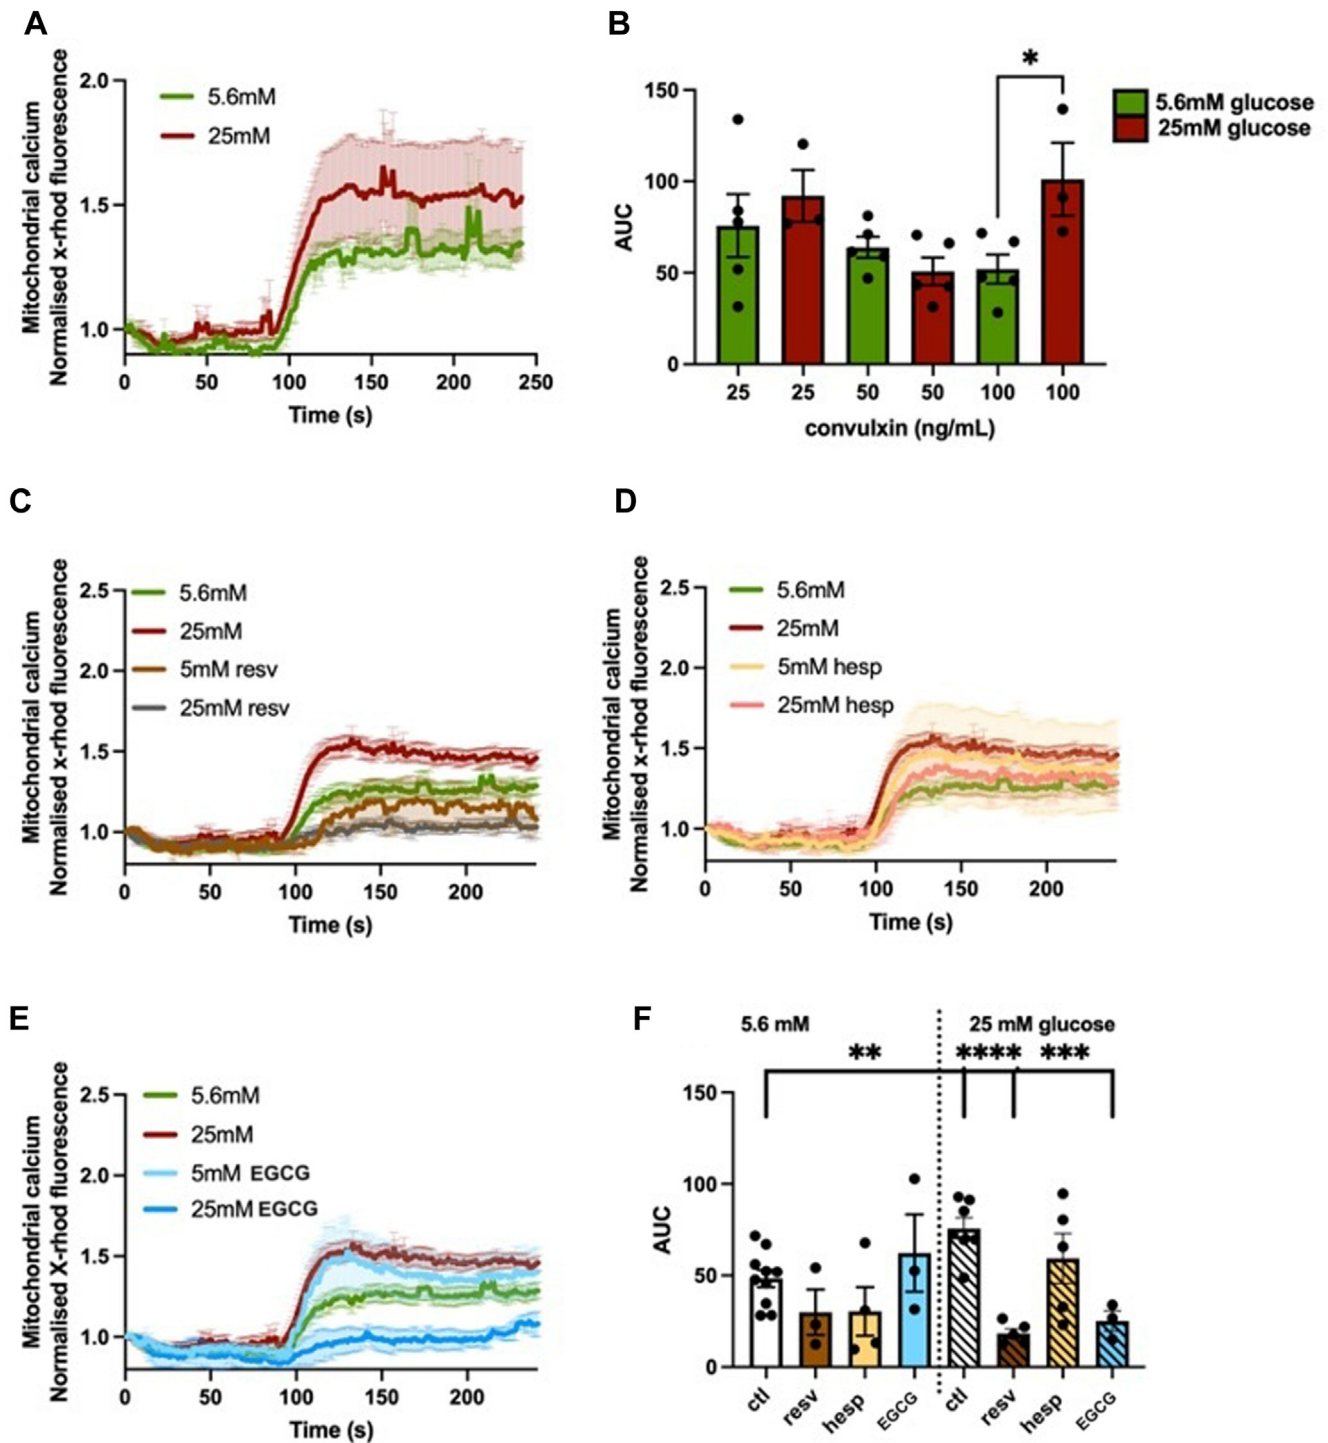 A
Mitochondrial calcium
Normalised x-rhod fluorescence
2.0
1.5
1.0
5.6mM
25mM
0 50 100 150 200 250
Time (s)
B
*
150
100
50
0
AUC
5.6mM glucose
25mM glucose
25 25 50 50 100 100
convulxin (ng/mL)
C
Mitochondrial calcium
Normalised x-rhod fluorescence
2.5
2.0
1.5
1.0
5.6mM
25mM
5mM resv
25mM resv
0 50 100 150 200
Time (s)
D
Mitochondrial calcium
Normalised x-rhod fluorescence
2.5
2.0
1.5
1.0
5.6mM
25mM
5mM hesp
25mM hesp
0 50 100 150 200
Time (s)
E
Mitochondrial calcium
Normalised X-rhod fluorescence
2.5
2.0
1.5
1.0
5.6mM
25mM
5mM EGCG
25mM EGCG
0 50 100 150 200
Time (s)
F
5.6 mM 25 mM glucose
** **** ***
150
100
50
0
AUC
ctl resv hesp EGCG ctl resv hesp EGCG